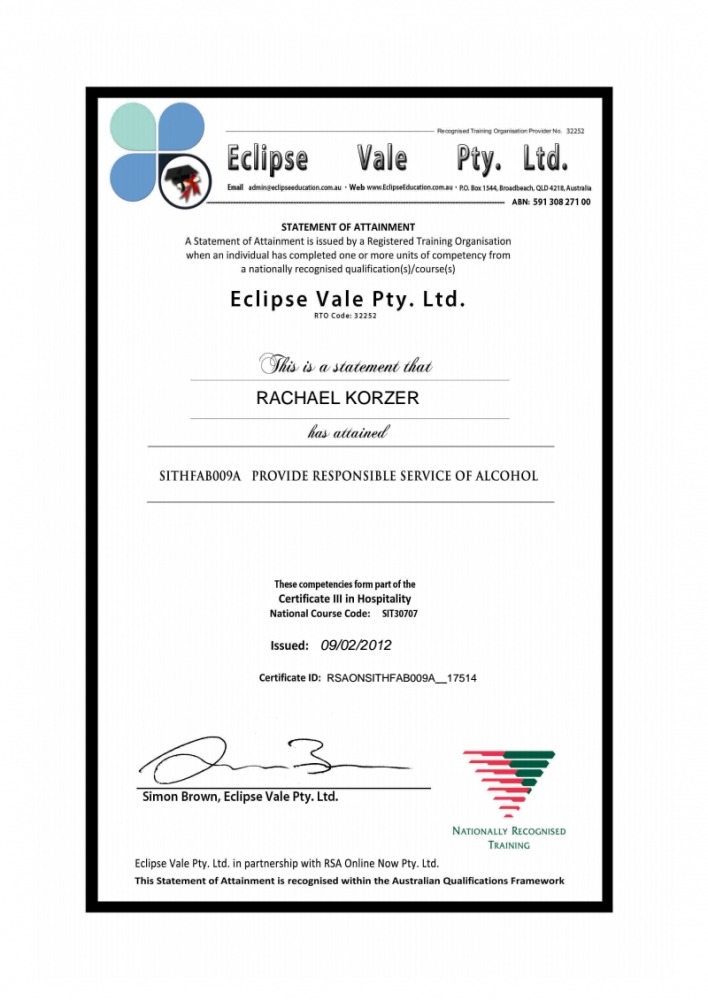 Recognised Training Organisation Provider No. 32252
Eclipse Vale Pty. Ltd.
Email admin@eclipseeducation.com.au · Web www.EclipseEducation.com.au · P.O. Box 1544, Broadbeach, QLD 4218, Australia
ABN: 591 308 271 00
STATEMENT OF ATTAINMENT
A Statement of Attainment is issued by a Registered Training Organisation
when an individual has completed one or more units of competency from
a nationally recognised qualification(s)/course(s)
Eclipse Vale Pty. Ltd.
RTO Code: 32252
This is a statement that
RACHAEL KORZER
has attained
SITHFAB009A PROVIDE RESPONSIBLE SERVICE OF ALCOHOL
These competencies form part of the
Certificate III in Hospitality
National Course Code: SIT30707
Issued: 09/02/2012
Certificate ID: RSAONSITHFAB009A__17514
Simon Brown, Eclipse Vale Pty. Ltd.
NATIONALLY RECOGNISED
TRAINING
Eclipse Vale Pty. Ltd. in partnership with RSA Online Now Pty. Ltd.
This Statement of Attainment is recognised within the Australian Qualifications Framework